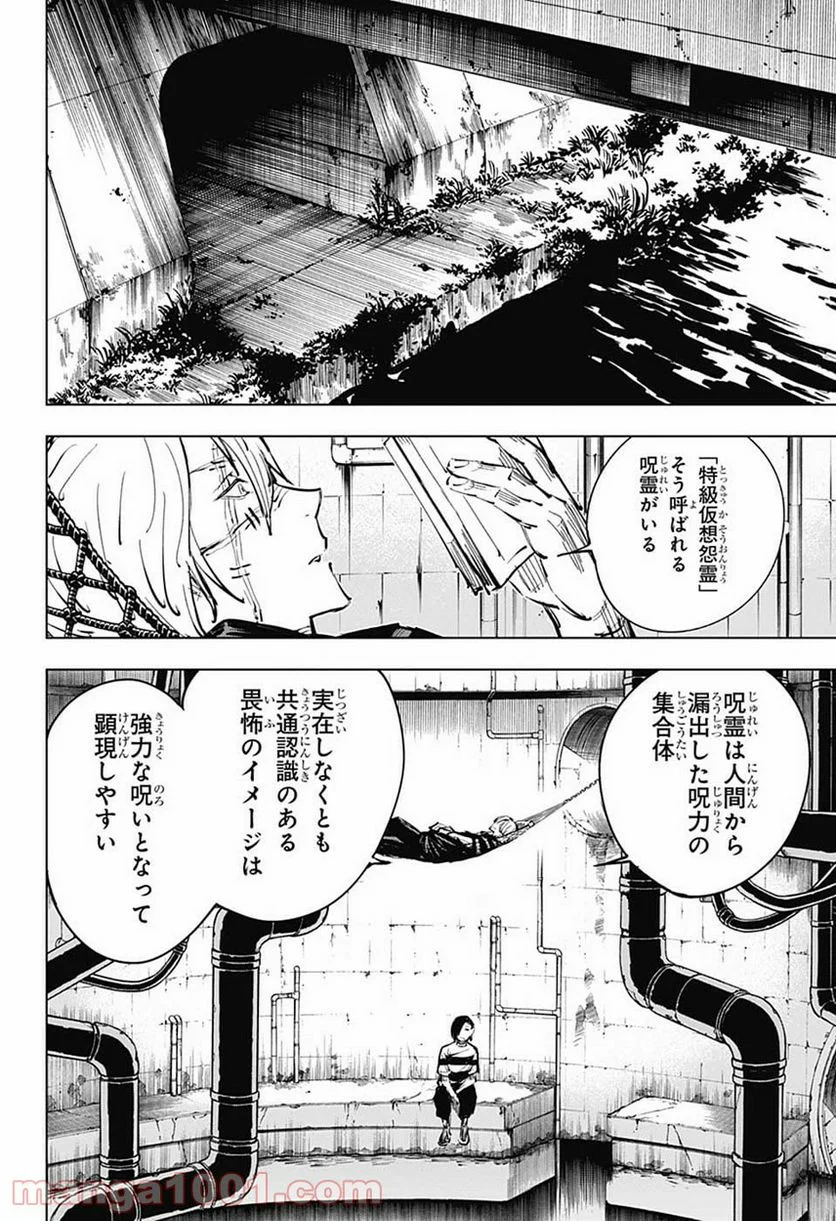 「特級仮想怨霊」
そう呼ばれる
呪霊がいる
呪霊は人間から
漏出した呪力の
集合体
実在しなくとも
共通認識のある
畏怖のイメージは
強力な呪いとなって
顕現しやすい
manga1001.com